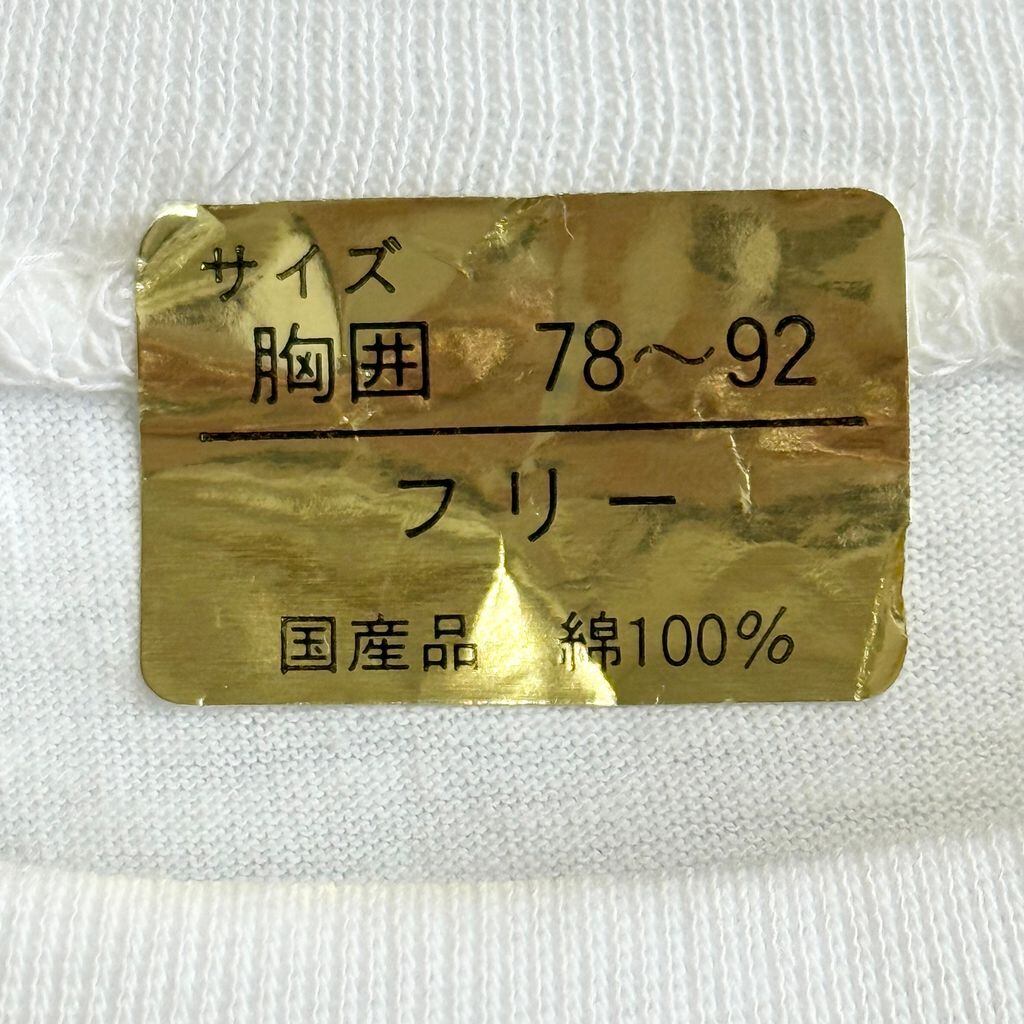 サイズ
胸囲 78〜92
フリー
国産品 綿100%